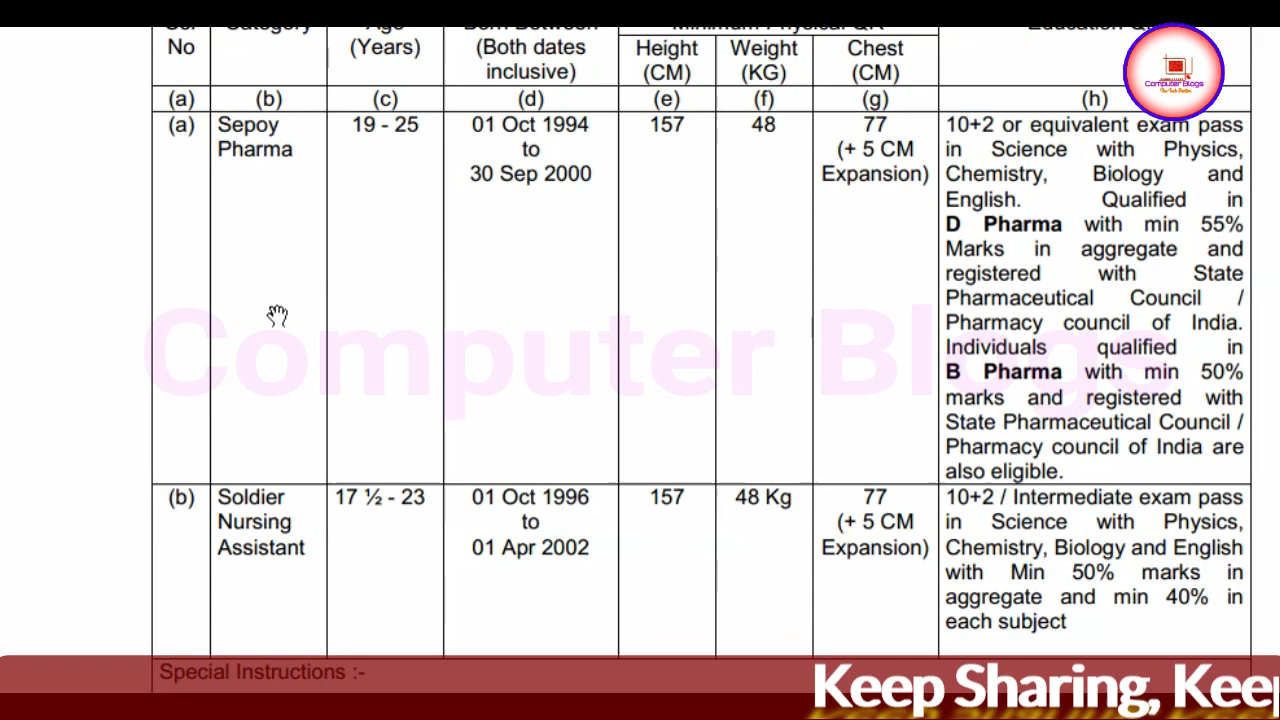 No
(Years)
(Both dates
inclusive)
Height
(CM)
Weight
(KG)
Chest
(CM)
Computer Blogs
(a)
(b)
(c)
(d)
(e)
(f)
(g)
(h)
(a)
Sepoy
Pharma
19 - 25
01 Oct 1994
to
30 Sep 2000
157
48
77
(+ 5 CM
Expansion)
10+2 or equivalent exam pass
in Science with Physics,
Chemistry, Biology and
English. Qualified in
D Pharma with min 55%
Marks in aggregate and
registered with State
Pharmaceutical Council /
Pharmacy council of India.
Individuals qualified in
B Pharma with min 50%
marks and registered with
State Pharmaceutical Council /
Pharmacy council of India are
also eligible.
Computer Blogs
(b)
Soldier
Nursing
Assistant
17 ½ - 23
01 Oct 1996
to
01 Apr 2002
157
48 Kg
77
(+ 5 CM
Expansion)
10+2 / Intermediate exam pass
in Science with Physics,
Chemistry, Biology and English
with Min 50% marks in
aggregate and min 40% in
each subject
Special Instructions :-
Keep Sharing, Keep